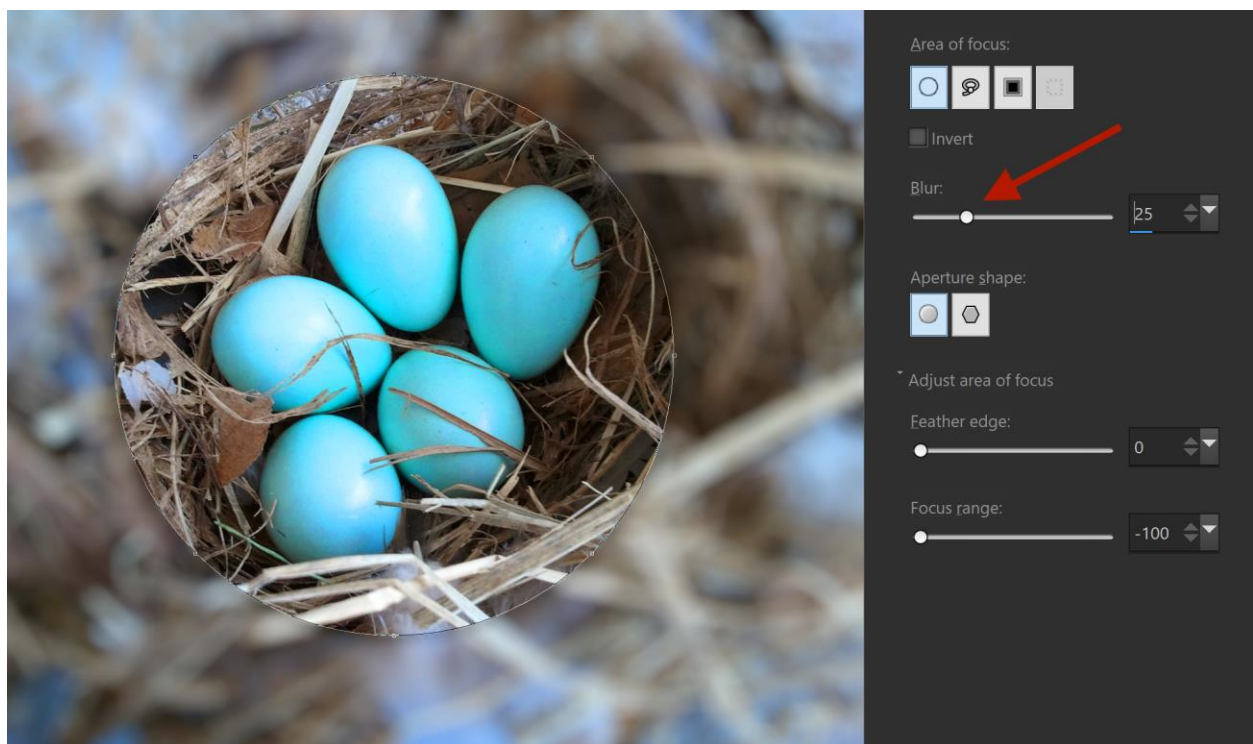 Area of focus:
Invert
Blur:
25
Aperture shape:
Adjust area of focus
Feather edge:
0
Focus range:
-100